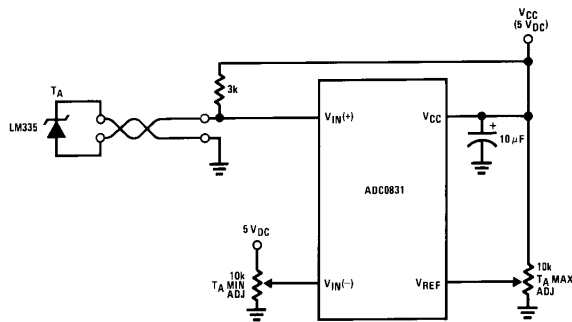 VCC
(5 VDC)
TA
LM335
3k
VIN(+)
VCC
+
10 µF
ADC0831
5 VDC
10k
TA MIN
ADJ
VIN(−)
VREF
10k
TA MAX
ADJ